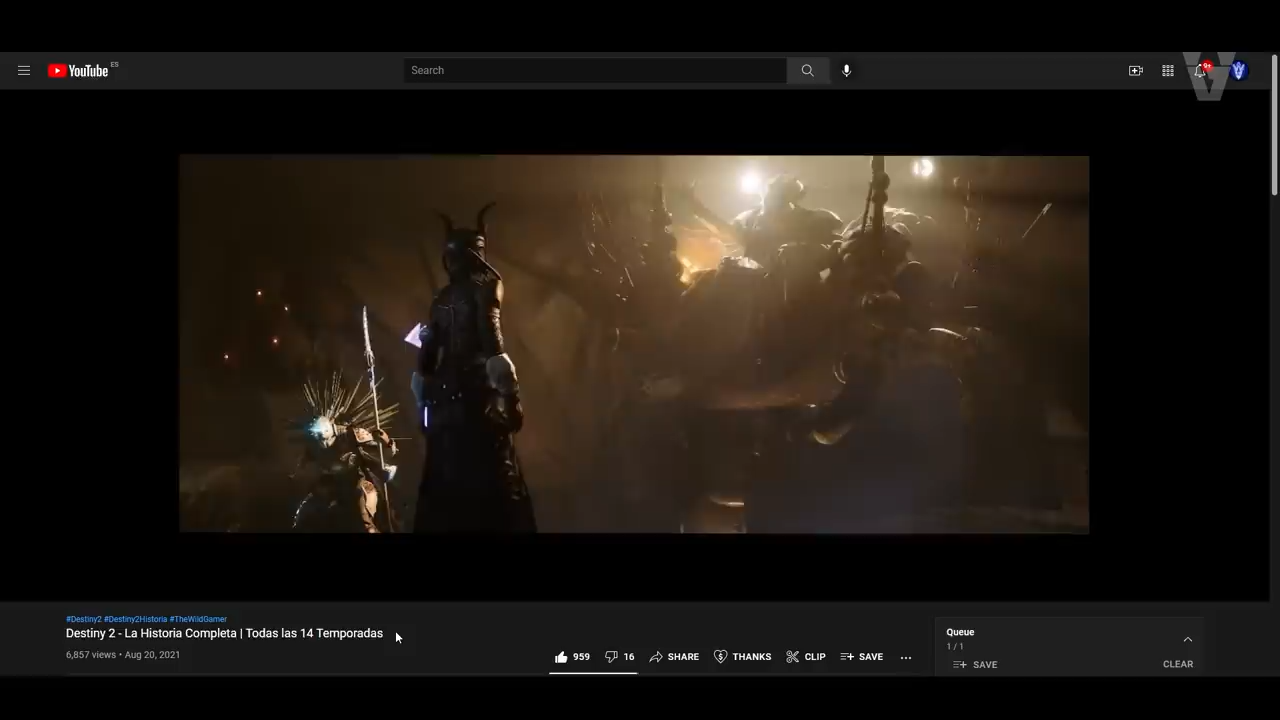 YouTube ES
Search
9+
#Destiny2 #Destiny2Historia #TheWildGamer
Destiny 2 - La Historia Completa | Todas las 14 Temporadas
6,857 views • Aug 20, 2021
959 16 SHARE THANKS CLIP SAVE ...
Queue
1 / 1
SAVE CLEAR